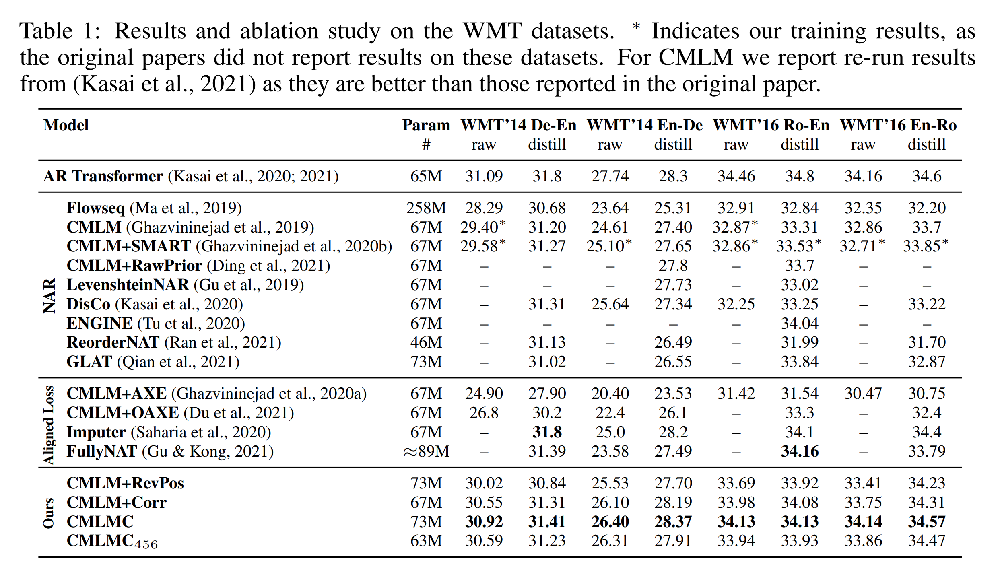 Table 1: Results and ablation study on the WMT datasets. * Indicates our training results, as
the original papers did not report results on these datasets. For CMLM we report re-run results
from (Kasai et al., 2021) as they are better than those reported in the original paper.
Model Param WMT’14 De-En WMT’14 En-De WMT’16 Ro-En WMT’16 En-Ro
# raw distill raw distill raw distill raw distill
AR Transformer (Kasai et al., 2020; 2021) 65M 31.09 31.8 27.74 28.3 34.46 34.8 34.16 34.6
NAR
Flowseq (Ma et al., 2019) 258M 28.29 30.68 23.64 25.31 32.91 32.84 32.35 32.20
CMLM (Ghazvininejad et al., 2019) 67M 29.40* 31.20 24.61 27.40 32.87* 33.31 32.86 33.7
CMLM+SMART (Ghazvininejad et al., 2020b) 67M 29.58* 31.27 25.10* 27.65 32.86* 33.53* 32.71* 33.85*
CMLM+RawPrior (Ding et al., 2021) 67M – – – 27.8 – 33.7 – –
LevenshteinNAR (Gu et al., 2019) 67M – – – 27.73 – 33.02 – –
DisCo (Kasai et al., 2020) 67M – 31.31 25.64 27.34 32.25 33.25 – 33.22
ENGINE (Tu et al., 2020) 67M – – – – – 34.04 – –
ReorderNAT (Ran et al., 2021) 46M – 31.13 – 26.49 – 31.99 – 31.70
GLAT (Qian et al., 2021) 73M – 31.02 – 26.55 – 33.84 – 32.87
Aligned Loss
CMLM+AXE (Ghazvininejad et al., 2020a) 67M 24.90 27.90 20.40 23.53 31.42 31.54 30.47 30.75
CMLM+OAXE (Du et al., 2021) 67M 26.8 30.2 22.4 26.1 – 33.3 – 32.4
Imputer (Saharia et al., 2020) 67M – 31.8 25.0 28.2 – 34.1 – 34.4
FullyNAT (Gu & Kong, 2021) ≈89M – 31.39 23.58 27.49 – 34.16 – 33.79
Ours
CMLM+RevPos 73M 30.02 30.84 25.53 27.70 33.69 33.92 33.41 34.23
CMLM+Corr 67M 30.55 31.31 26.10 28.19 33.98 34.08 33.75 34.31
CMLMC 73M 30.92 31.41 26.40 28.37 34.13 34.13 34.14 34.57
CMLMC₄₅₆ 63M 30.59 31.23 26.31 27.91 33.94 33.93 33.86 34.47